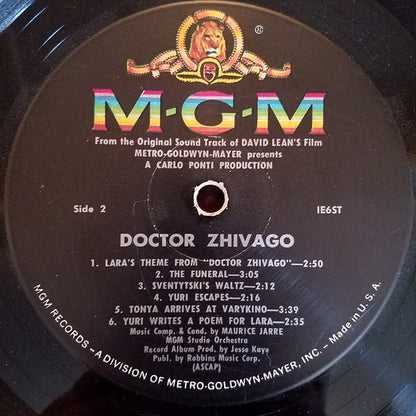 ®
M-G-M
From the Original Sound Track of DAVID LEAN'S Film
METRO-GOLDWYN-MAYER presents
A CARLO PONTI PRODUCTION
Side 2
IE6ST
DOCTOR ZHIVAGO
1. LARA'S THEME FROM "DOCTOR ZHIVAGO"—2:50
2. THE FUNERAL—3:05
3. SVENTYTSKI'S WALTZ—2:12
4. YURI ESCAPES—2:16
5. TONYA ARRIVES AT VARYKINO—3:39
6. YURI WRITES A POEM FOR LARA—2:35
Music Comp. & Cond. by MAURICE JARRE
MGM Studio Orchestra
Record Album Prod. by Jesse Kaye
Publ. by Robbins Music Corp.
(ASCAP)
MGM RECORDS—A DIVISION OF METRO-GOLDWYN-MAYER, INC.—Made in U.S.A.